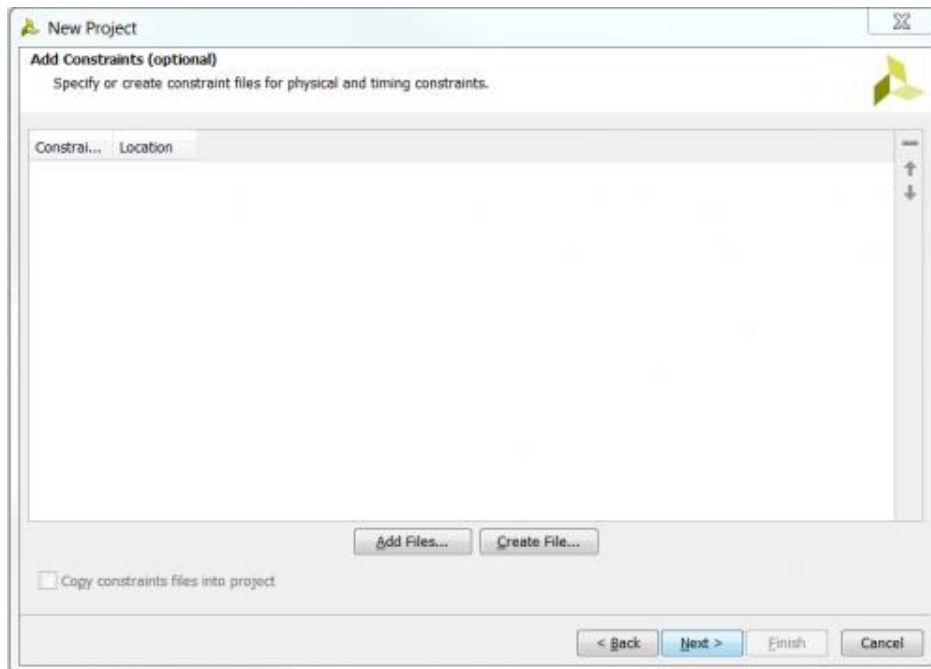 New Project
Add Constraints (optional)
Specify or create constraint files for physical and timing constraints.
Constrai... Location
Add Files... Create File...
Copy constraints files into project
< Back Next > Finish Cancel